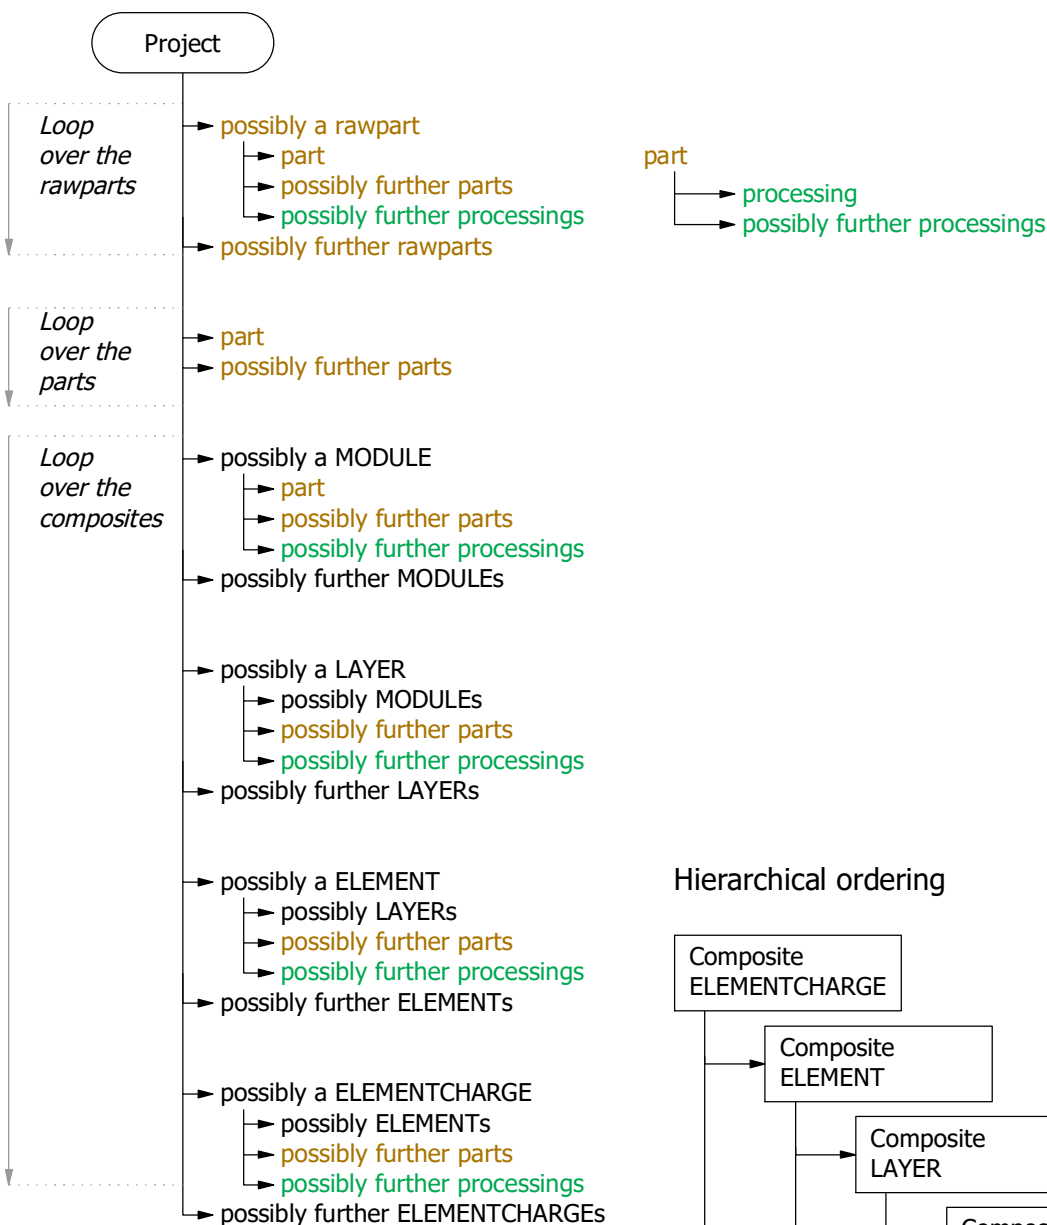 Project
Loop
over the
rawparts
possibly a rawpart
part
possibly further parts
possibly further processings
possibly further rawparts
part
processing
possibly further processings
Loop
over the
parts
part
possibly further parts
Loop
over the
composites
possibly a MODULE
part
possibly further parts
possibly further processings
possibly further MODULEs
possibly a LAYER
possibly MODULEs
possibly further parts
possibly further processings
possibly further LAYERs
possibly a ELEMENT
possibly LAYERs
possibly further parts
possibly further processings
possibly further ELEMENTs
possibly a ELEMENTCHARGE
possibly ELEMENTs
possibly further parts
possibly further processings
possibly further ELEMENTCHARGEs
Hierarchical ordering
Composite
ELEMENTCHARGE
Composite
ELEMENT
Composite
LAYER